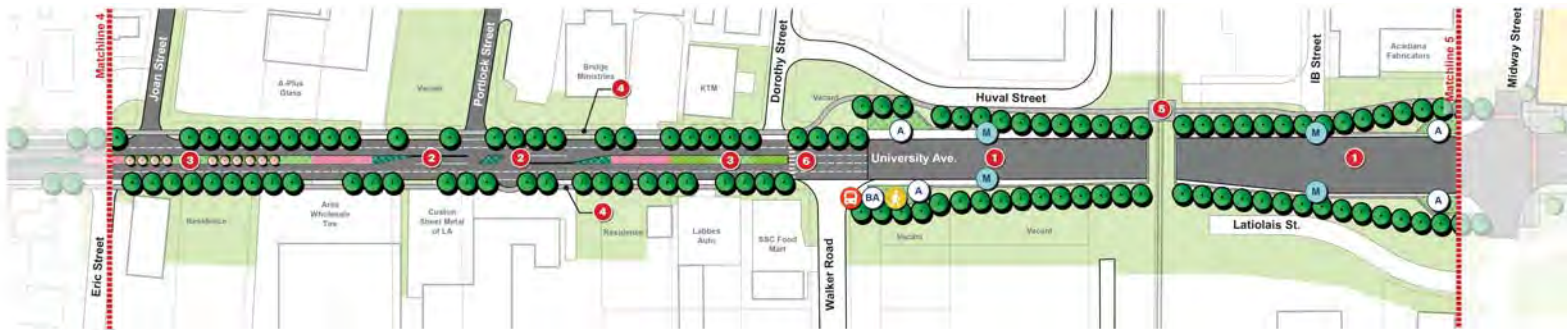 Matchline 4
Joan Street
A-Plus
Glass
Vacant
Portlock Street
Bridge
Ministries
4
KTM
Dorothy Street
Vacant
Huval Street
5
IIB Street
Acadiana
Fabricators
Matchline 5
Midway Street
A
M
M
A
3
2
2
3
6
University Ave.
1
1
M
M
BA
A
A
4
Eric Street
Residence
Ares
Wholesale
Tire
Custom
Sheet Metal
of LA
Residence
Labbes
Auto
SSC Food
Mart
Walker Road
Vacant
Vacant
Latiolais St.